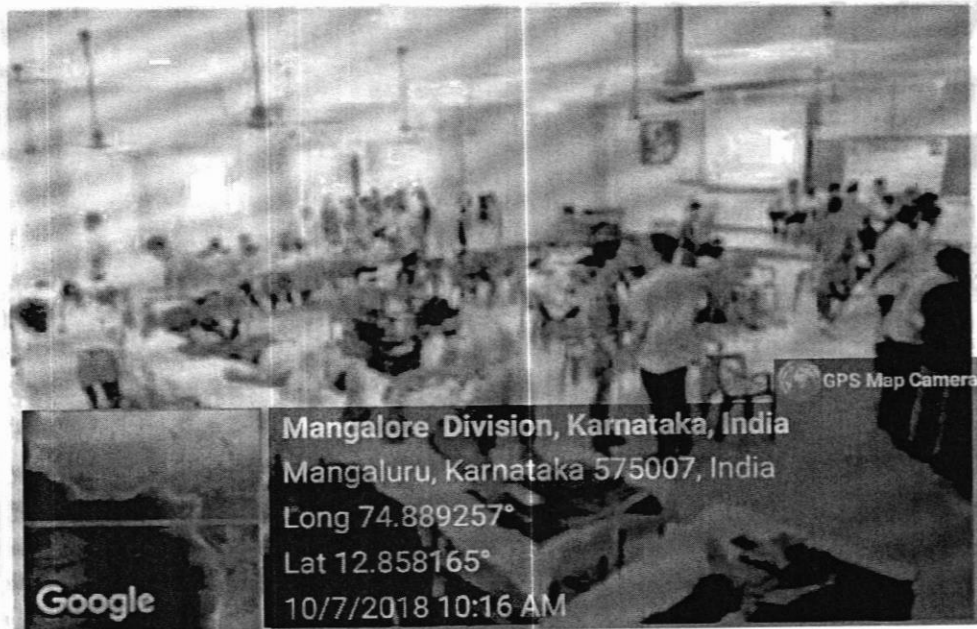 GPS Map Camera
Mangalore Division, Karnataka, India
Mangaluru, Karnataka 575007, India
Long 74.889257°
Lat 12.858165°
10/7/2018 10:16 AM
Google